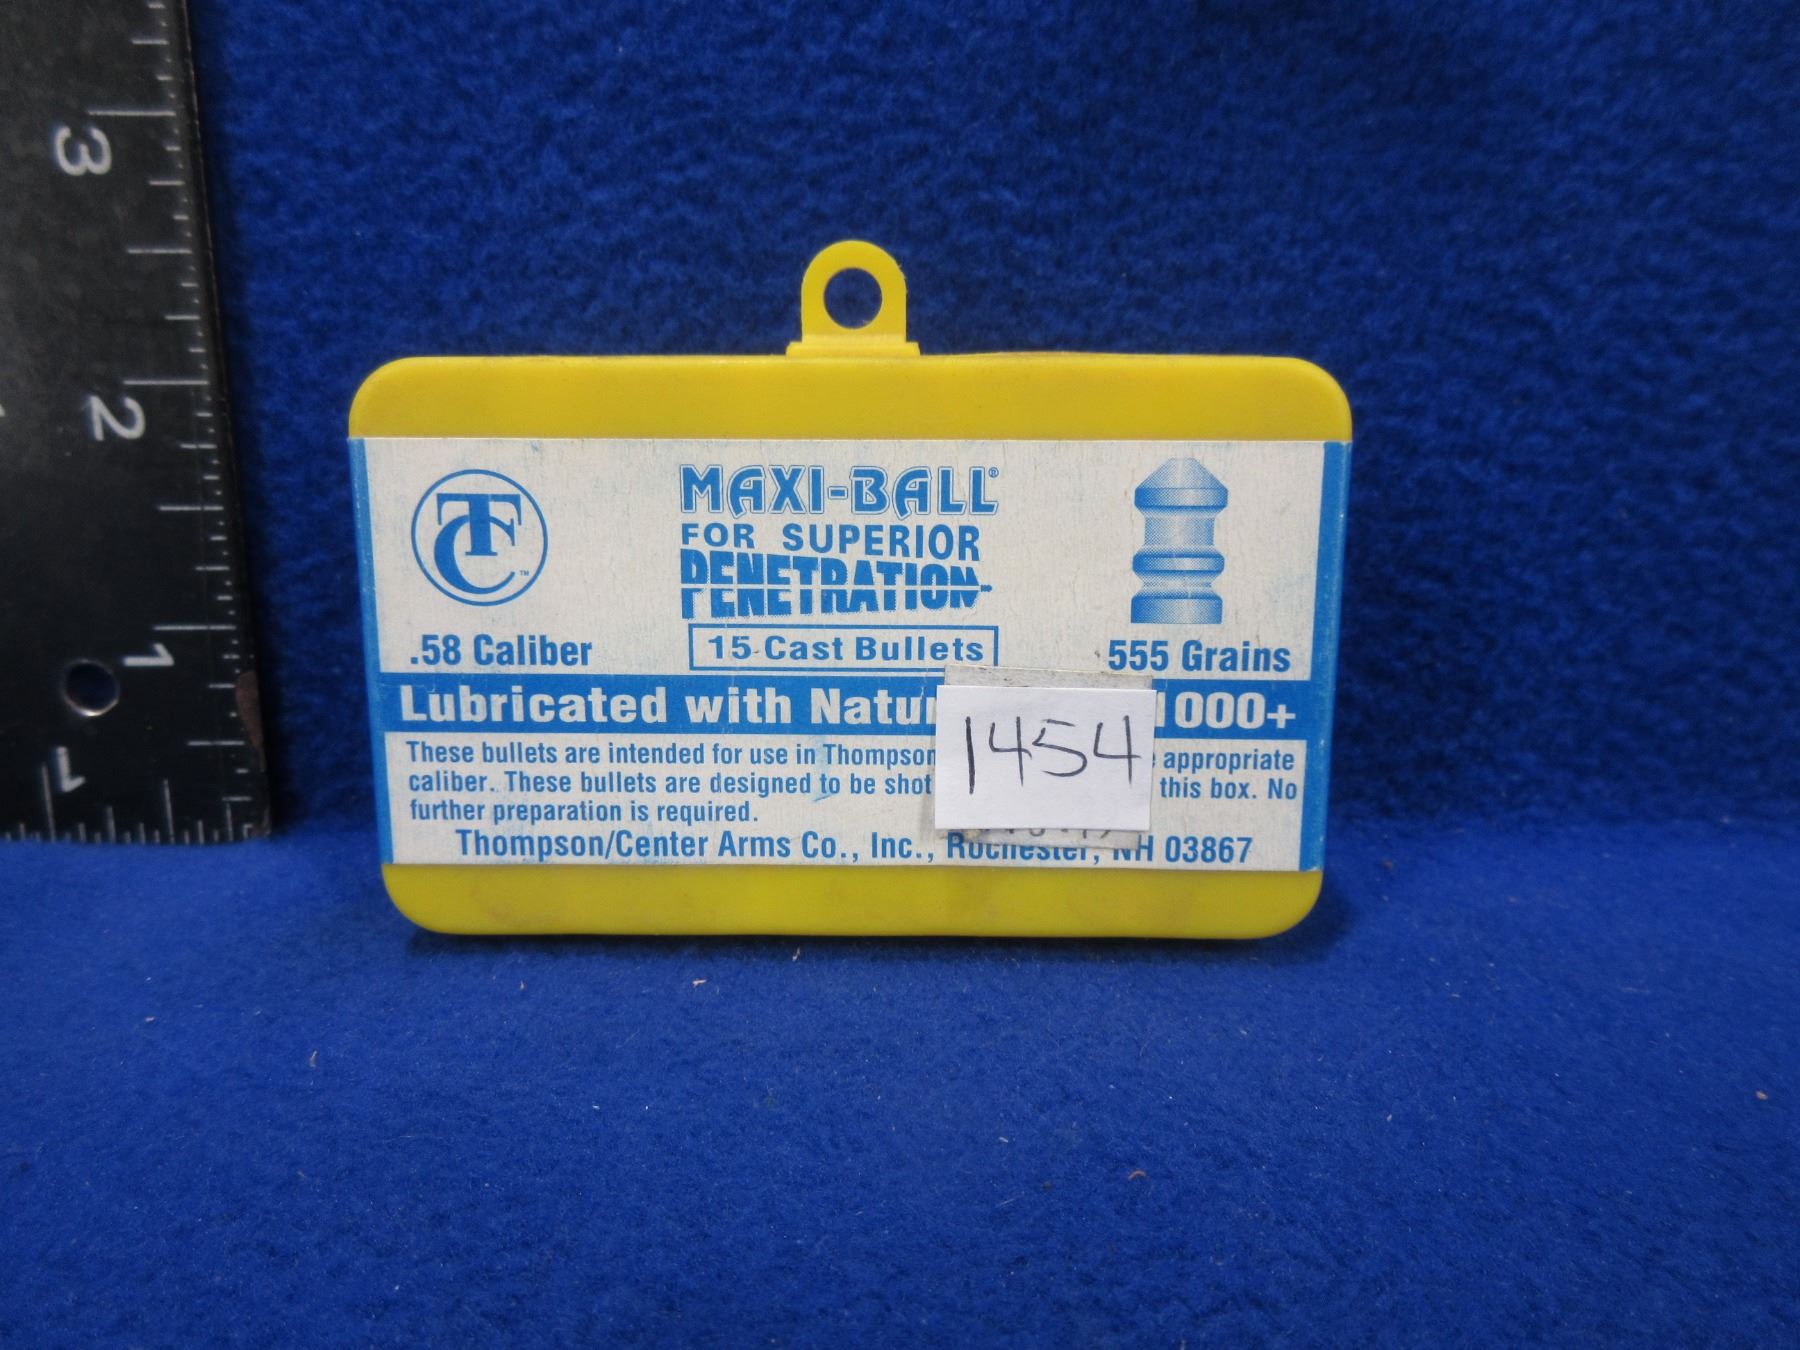 3
2
1
TC
™
MAXI-BALL®
FOR SUPERIOR
PENETRATION
15 Cast Bullets
.58 Caliber
555 Grains
Lubricated with Natur 1000+
1454
These bullets are intended for use in Thompson appropriate
caliber. These bullets are designed to be shot this box. No
further preparation is required.
Thompson/Center Arms Co., Inc., Rochester, NH 03867